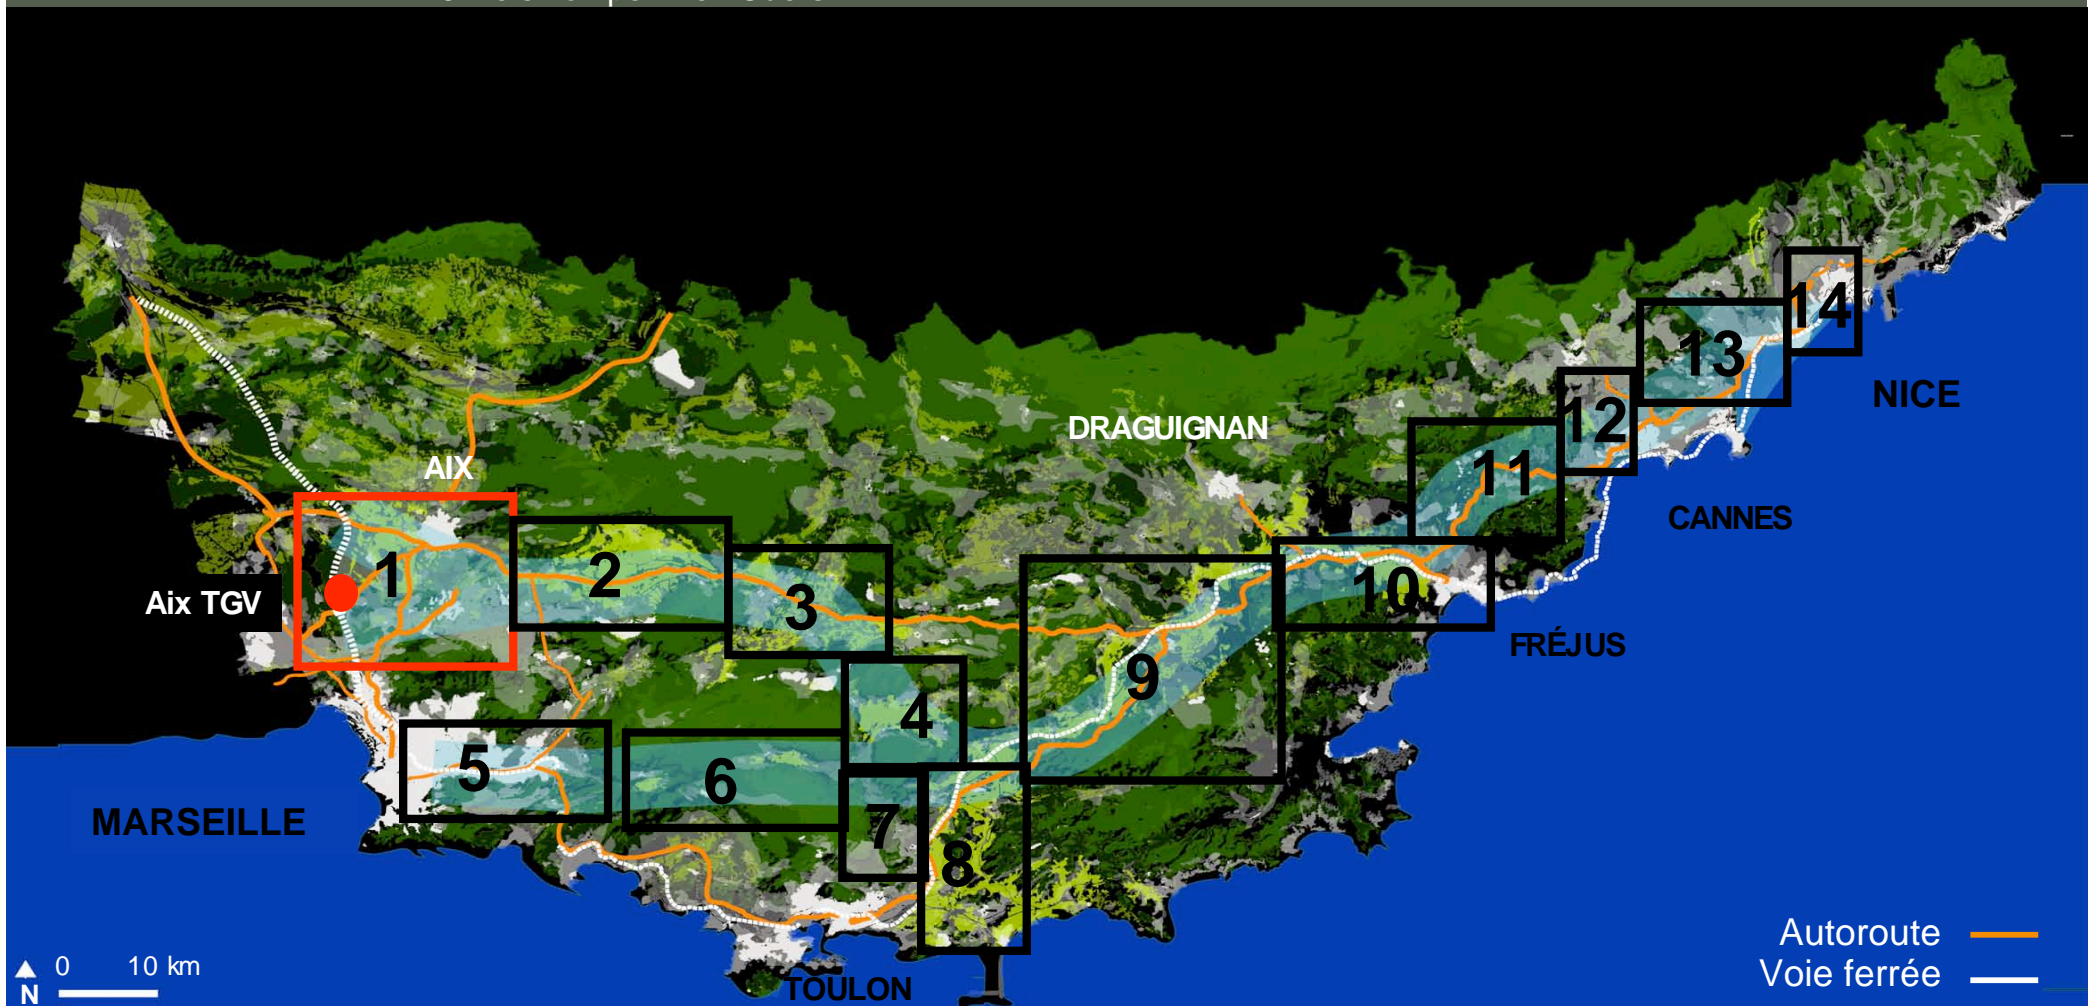 DRAGUIGNAN
AIX
Aix TGV
NICE
CANNES
FRÉJUS
MARSEILLE
TOULON
1
2
3
4
5
6
7
8
9
10
11
12
13
14
0 10 km
N
Autoroute
Voie ferrée